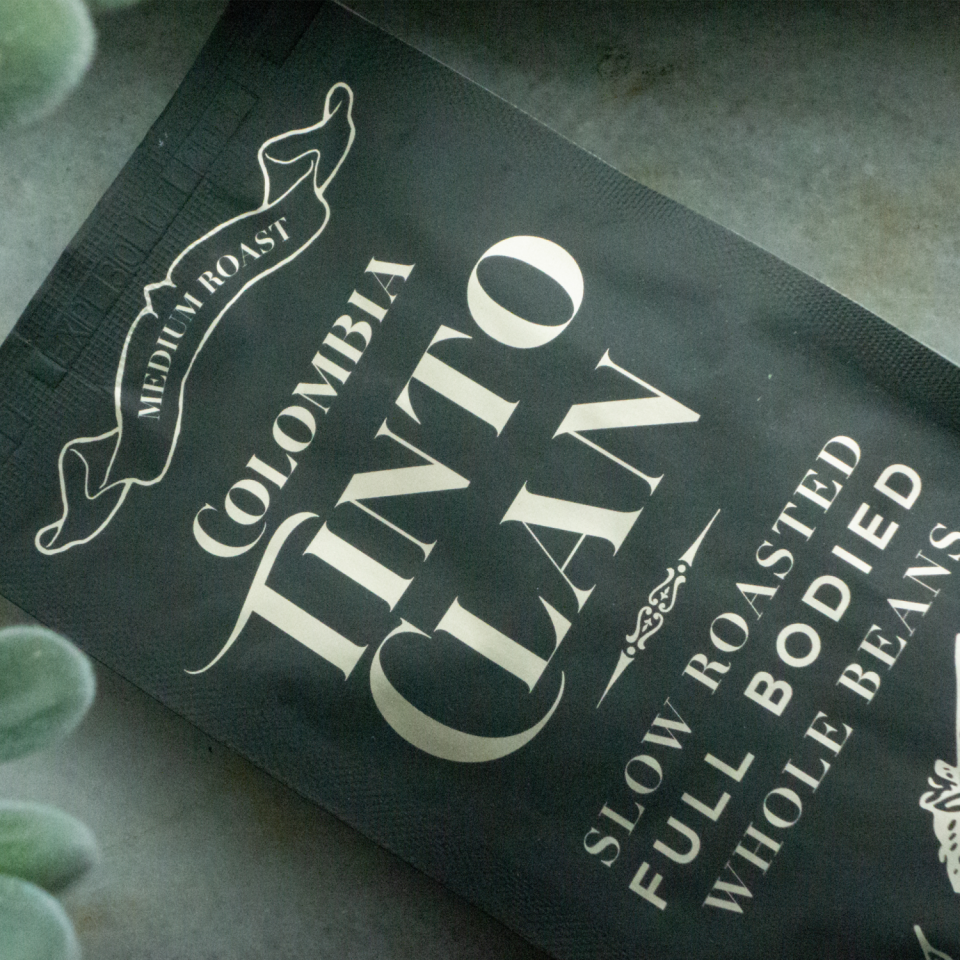 MEDIUM ROAST
COLOMBIA
TINTO
CLAN
SLOW ROASTED
FULL BODIED
WHOLE BEANS